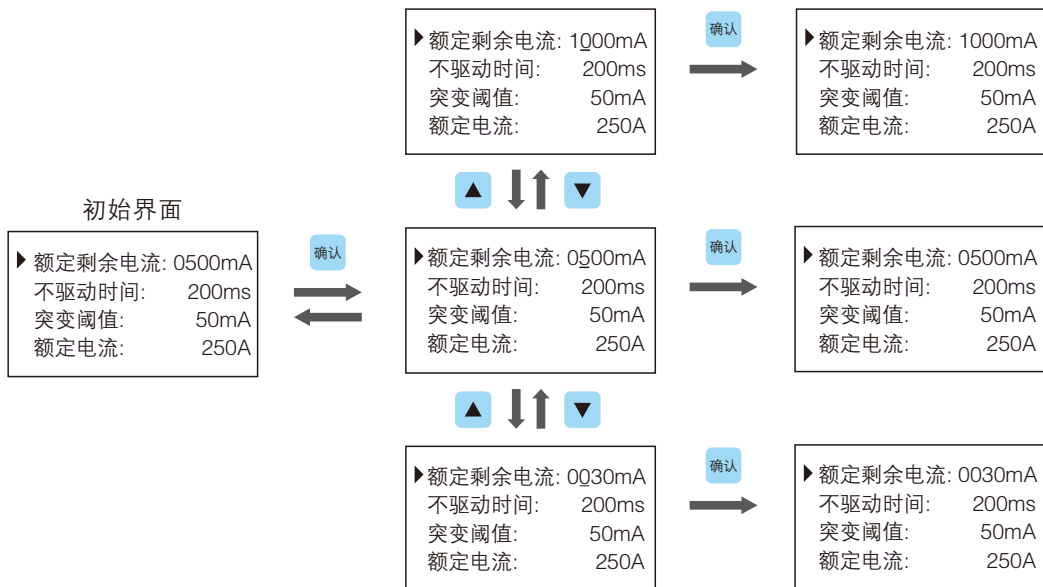 额定剩余电流: 1000mA
不驱动时间: 200ms
突变阈值: 50mA
额定电流: 250A
确认
额定剩余电流: 1000mA
不驱动时间: 200ms
突变阈值: 50mA
额定电流: 250A
初始界面
额定剩余电流: 0500mA
不驱动时间: 200ms
突变阈值: 50mA
额定电流: 250A
确认
额定剩余电流: 0500mA
不驱动时间: 200ms
突变阈值: 50mA
额定电流: 250A
确认
额定剩余电流: 0500mA
不驱动时间: 200ms
突变阈值: 50mA
额定电流: 250A
额定剩余电流: 0030mA
不驱动时间: 200ms
突变阈值: 50mA
额定电流: 250A
确认
额定剩余电流: 0030mA
不驱动时间: 200ms
突变阈值: 50mA
额定电流: 250A